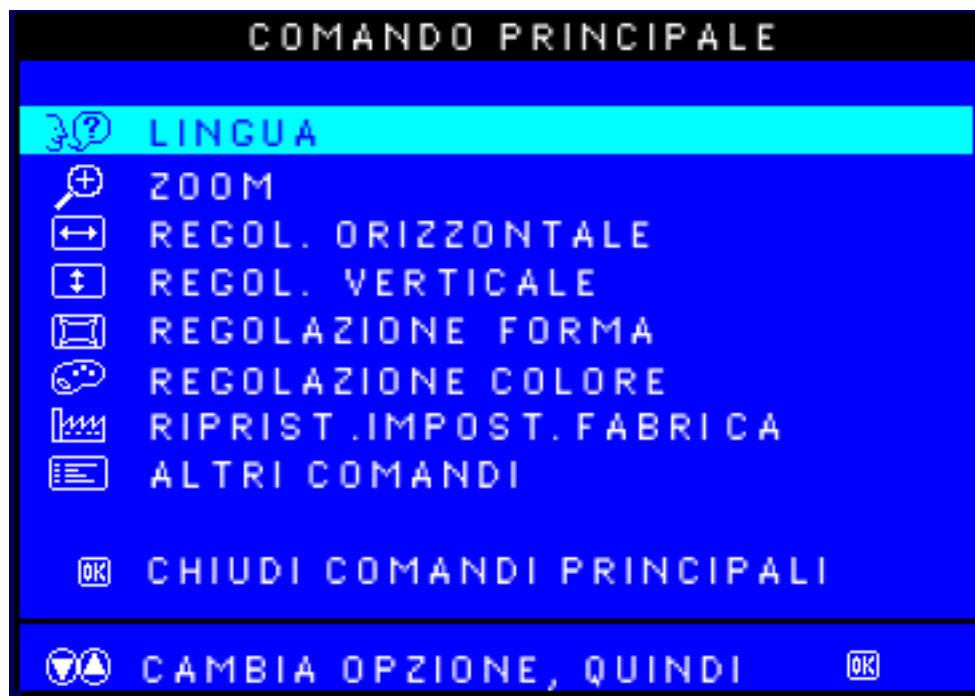 COMANDO PRINCIPALE
LINGUA
ZOOM
REGOL. ORIZZONTALE
REGOL. VERTICALE
REGOLAZIONE FORMA
REGOLAZIONE COLORE
RIPRIST.IMPOST.FABRICA
ALTRI COMANDI
OK CHIUDI COMANDI PRINCIPALI
CAMBIA OPZIONE, QUINDI OK